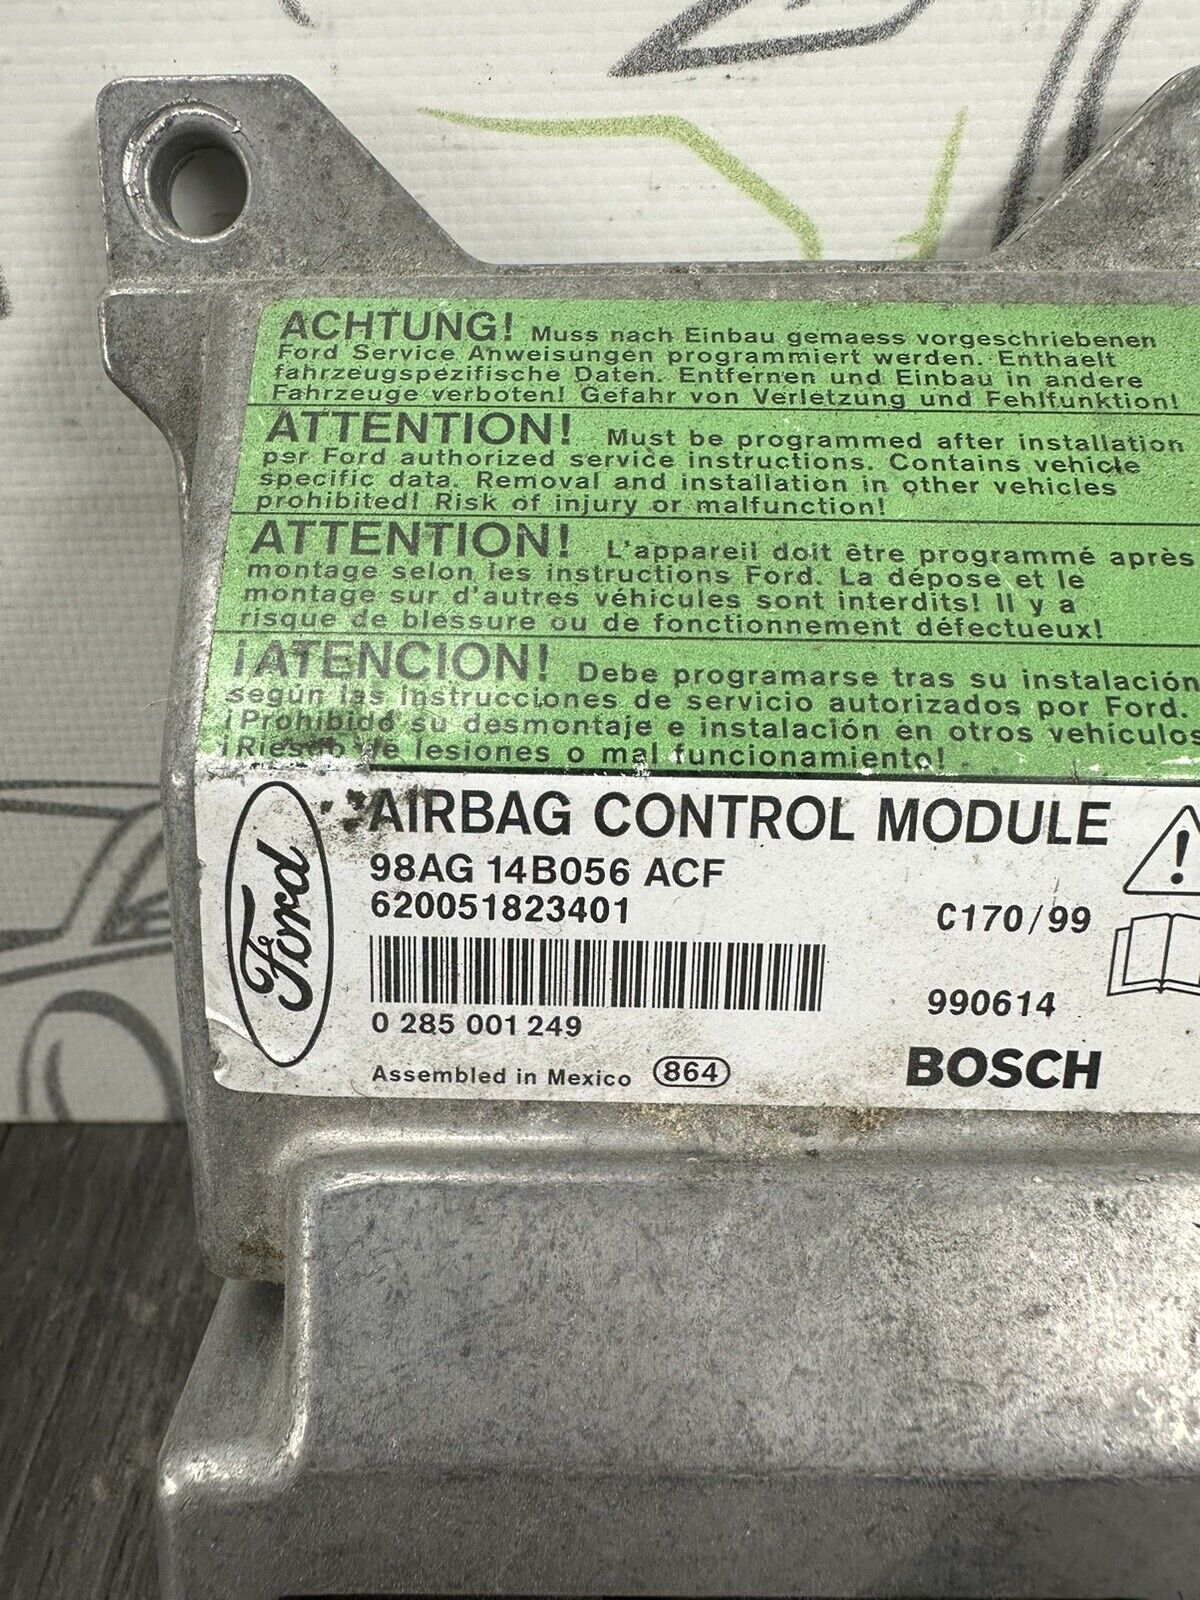 ACHTUNG! Muss nach Einbau gemaess vorgeschriebenen
Ford Service Anweisungen programmiert werden. Enthaelt
fahrzeugspezifische Daten. Entfernen und Einbau in andere
Fahrzeuge verboten! Gefahr von Verletzung und Fehlfunktion!
ATTENTION! Must be programmed after installation
per Ford authorized service instructions. Contains vehicle
specific data. Removal and installation in other vehicles
prohibited! Risk of injury or malfunction!
ATTENTION! L'appareil doit être programmé après
montage selon les instructions Ford. La dépose et le
montage sur d'autres véhicules sont interdits! Il y a
risque de blessure ou de fonctionnement défectueux!
¡ATENCION! Debe programarse tras su instalación
según las instrucciones de servicio autorizados por Ford.
¡Prohibido su desmontaje e instalación en otros vehículos
¡Riesgo de lesiones o mal funcionamiento!
Ford
AIRBAG CONTROL MODULE
98AG 14B056 ACF
620051823401
C170/99
990614
0 285 001 249
BOSCH
Assembled in Mexico 864